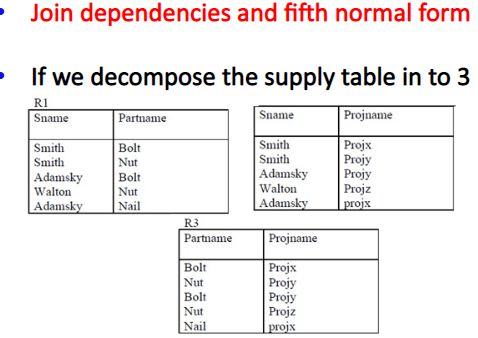 Join dependencies and fifth normal form
If we decompose the supply table in to 3
R1
Sname Partname
Smith Bolt
Smith Nut
Adamsky Bolt
Walton Nut
Adamsky Nail
Sname Projname
Smith Projx
Smith Projy
Adamsky Projy
Walton Projz
Adamsky projx
R3
Partname Projname
Bolt Projx
Nut Projy
Bolt Projy
Nut Projz
Nail projx